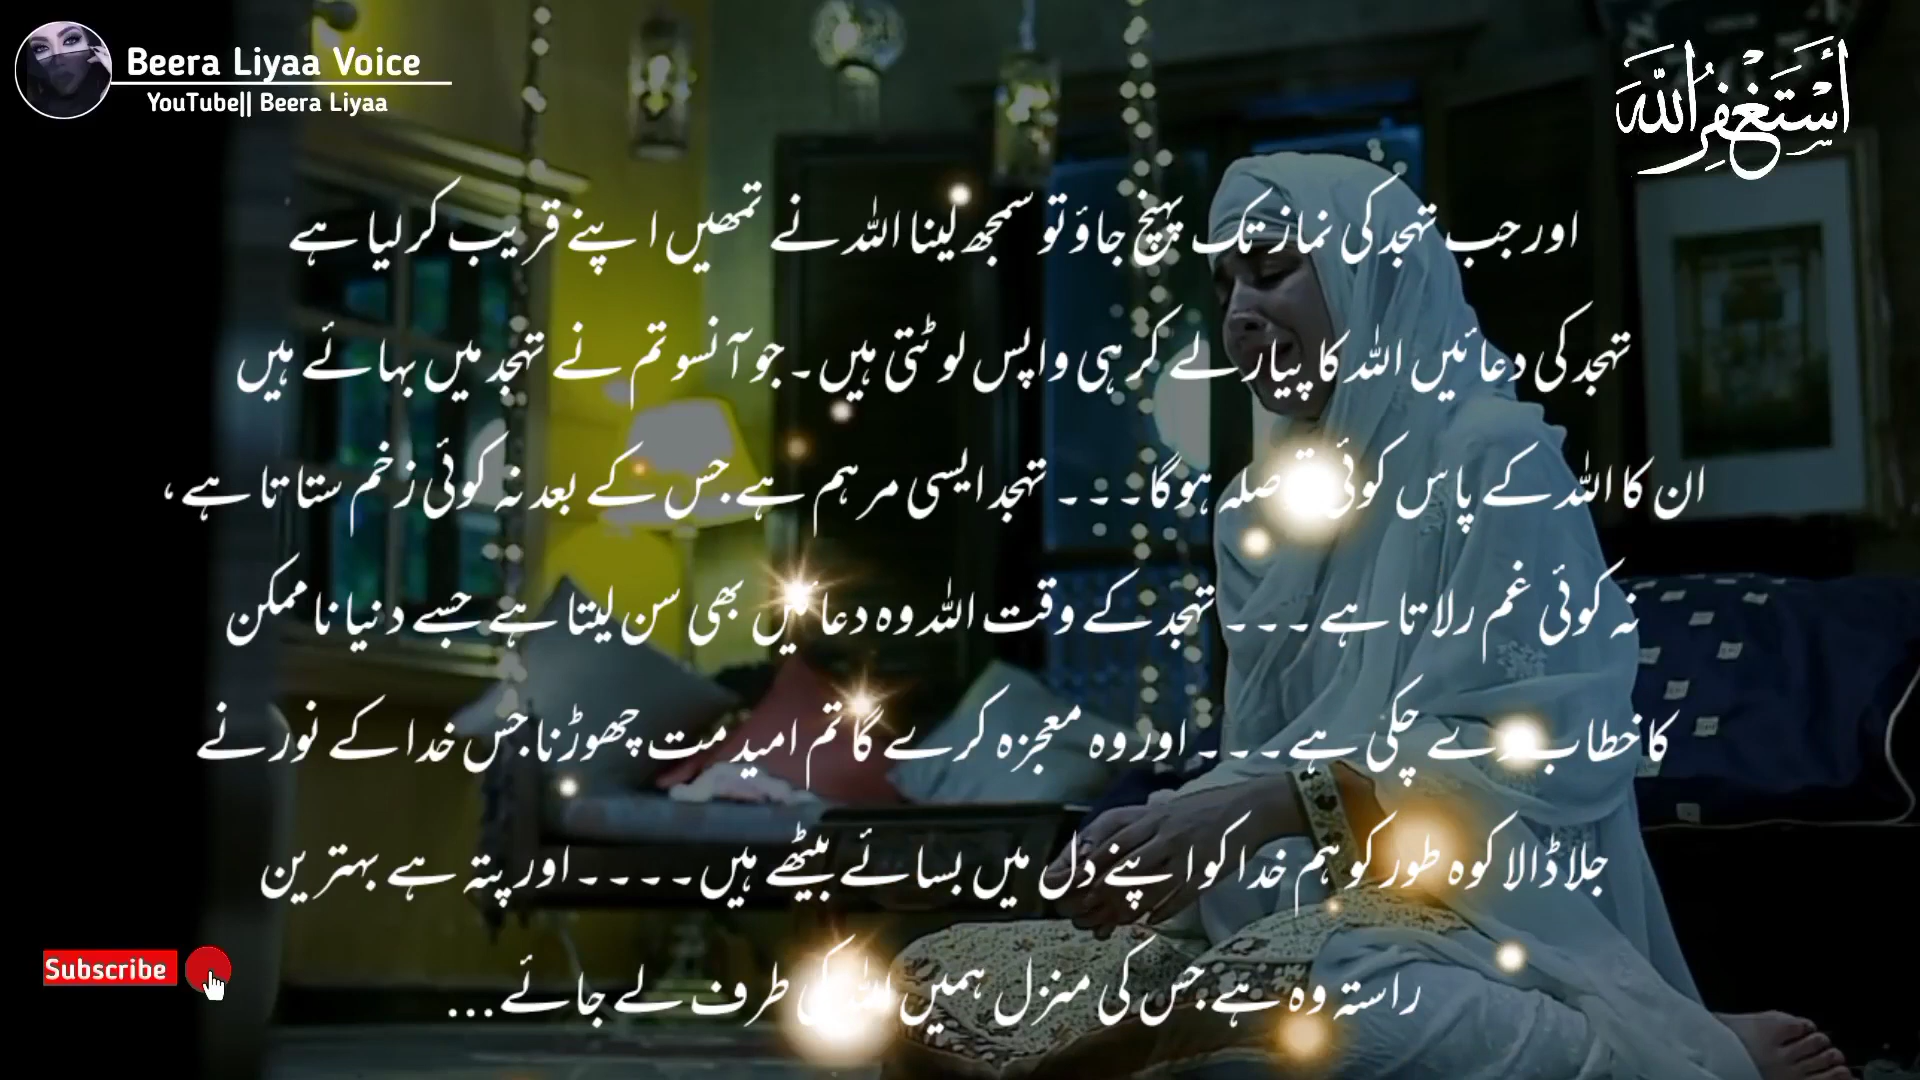 Beera Liyaa Voice
YouTube|| Beera Liyaa
أَسْتَغْفِرُاللّٰهَ
اور جب تہجد کی نماز تک پہنچ جاؤ تو سمجھ لینا اللہ نے تمھیں اپنے قریب کر لیا ہے
تہجد کی دعائیں اللہ کا پیار لے کر ہی واپس لوٹتی ہیں۔ جو آنسو تم نے تہجد میں بہائے ہیں
ان کا اللہ کے پاس کوئی صلہ ہوگا۔۔۔ تہجد ایسی مرہم ہے جس کے بعد نہ کوئی زخم ستاتا ہے،
نہ کوئی غم رلاتا ہے۔۔۔ تہجد کے وقت اللہ وہ دعائیں بھی سن لیتا ہے جسے دنیا ناممکن
کا خطاب دے چکی ہے۔۔۔ اور وہ معجزہ کرے گا تم امید مت چھوڑنا جس خدا کے نور نے
جلا ڈالا کوہ طور کو ہم خدا کو اپنے دل میں بسائے بیٹھے ہیں۔۔۔۔ اور پتہ ہے بہترین
راستہ وہ ہے جس کی منزل ہمیں اللہ کی طرف لے جائے...
Subscribe